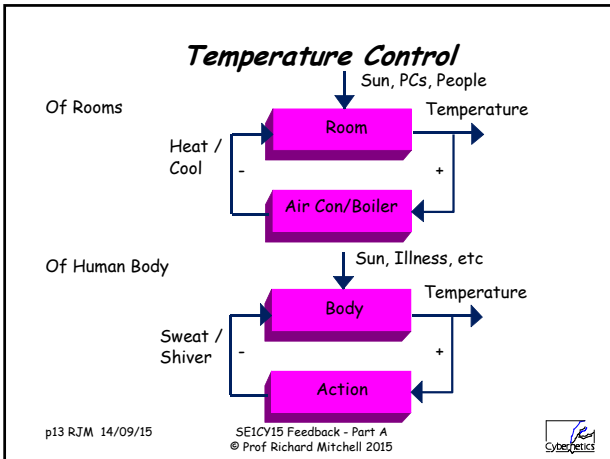 Temperature Control
Sun, PCs, People
Of Rooms
Temperature
Room
Heat /
Cool
-
+
Air Con/Boiler
Sun, Illness, etc
Of Human Body
Temperature
Body
Sweat /
Shiver
-
+
Action
p13 RJM 14/09/15
SE1CY15 Feedback - Part A
© Prof Richard Mitchell 2015
Cybernetics